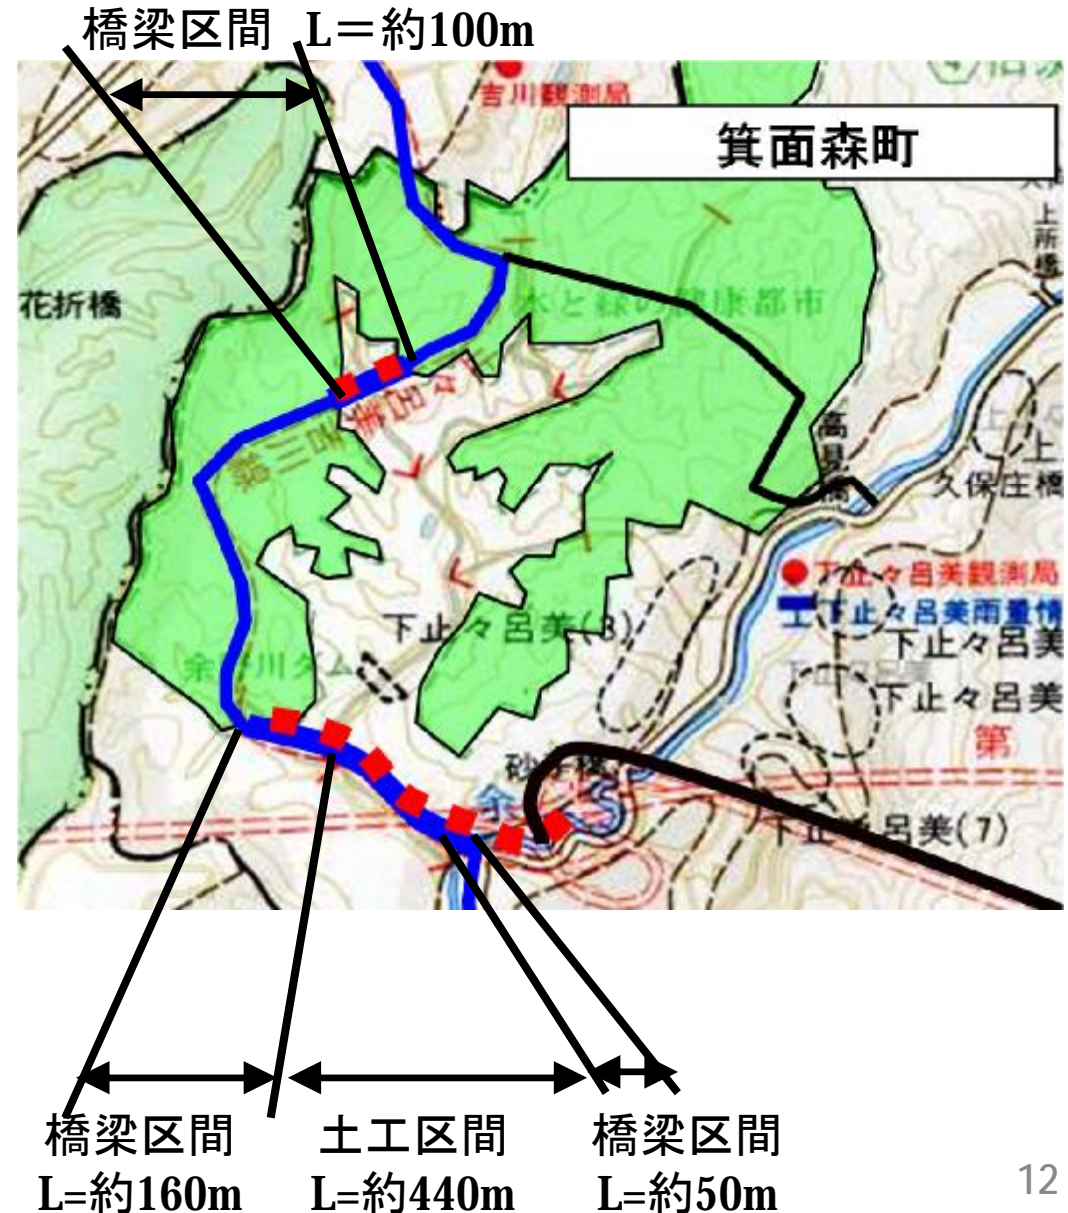 橋梁区間 L＝約100m
吉川観測局
箕面森町
上所橋
花折橋
水と緑の健康都市
高見橋
久保庄橋
下止々呂美観測局
下止々呂美雨量情
下止々呂美(3)
下止々呂美
下止々呂美
余野川ダム
第
余
下止々呂美(7)
橋梁区間
L=約160m
土工区間
L=約440m
橋梁区間
L=約50m
12